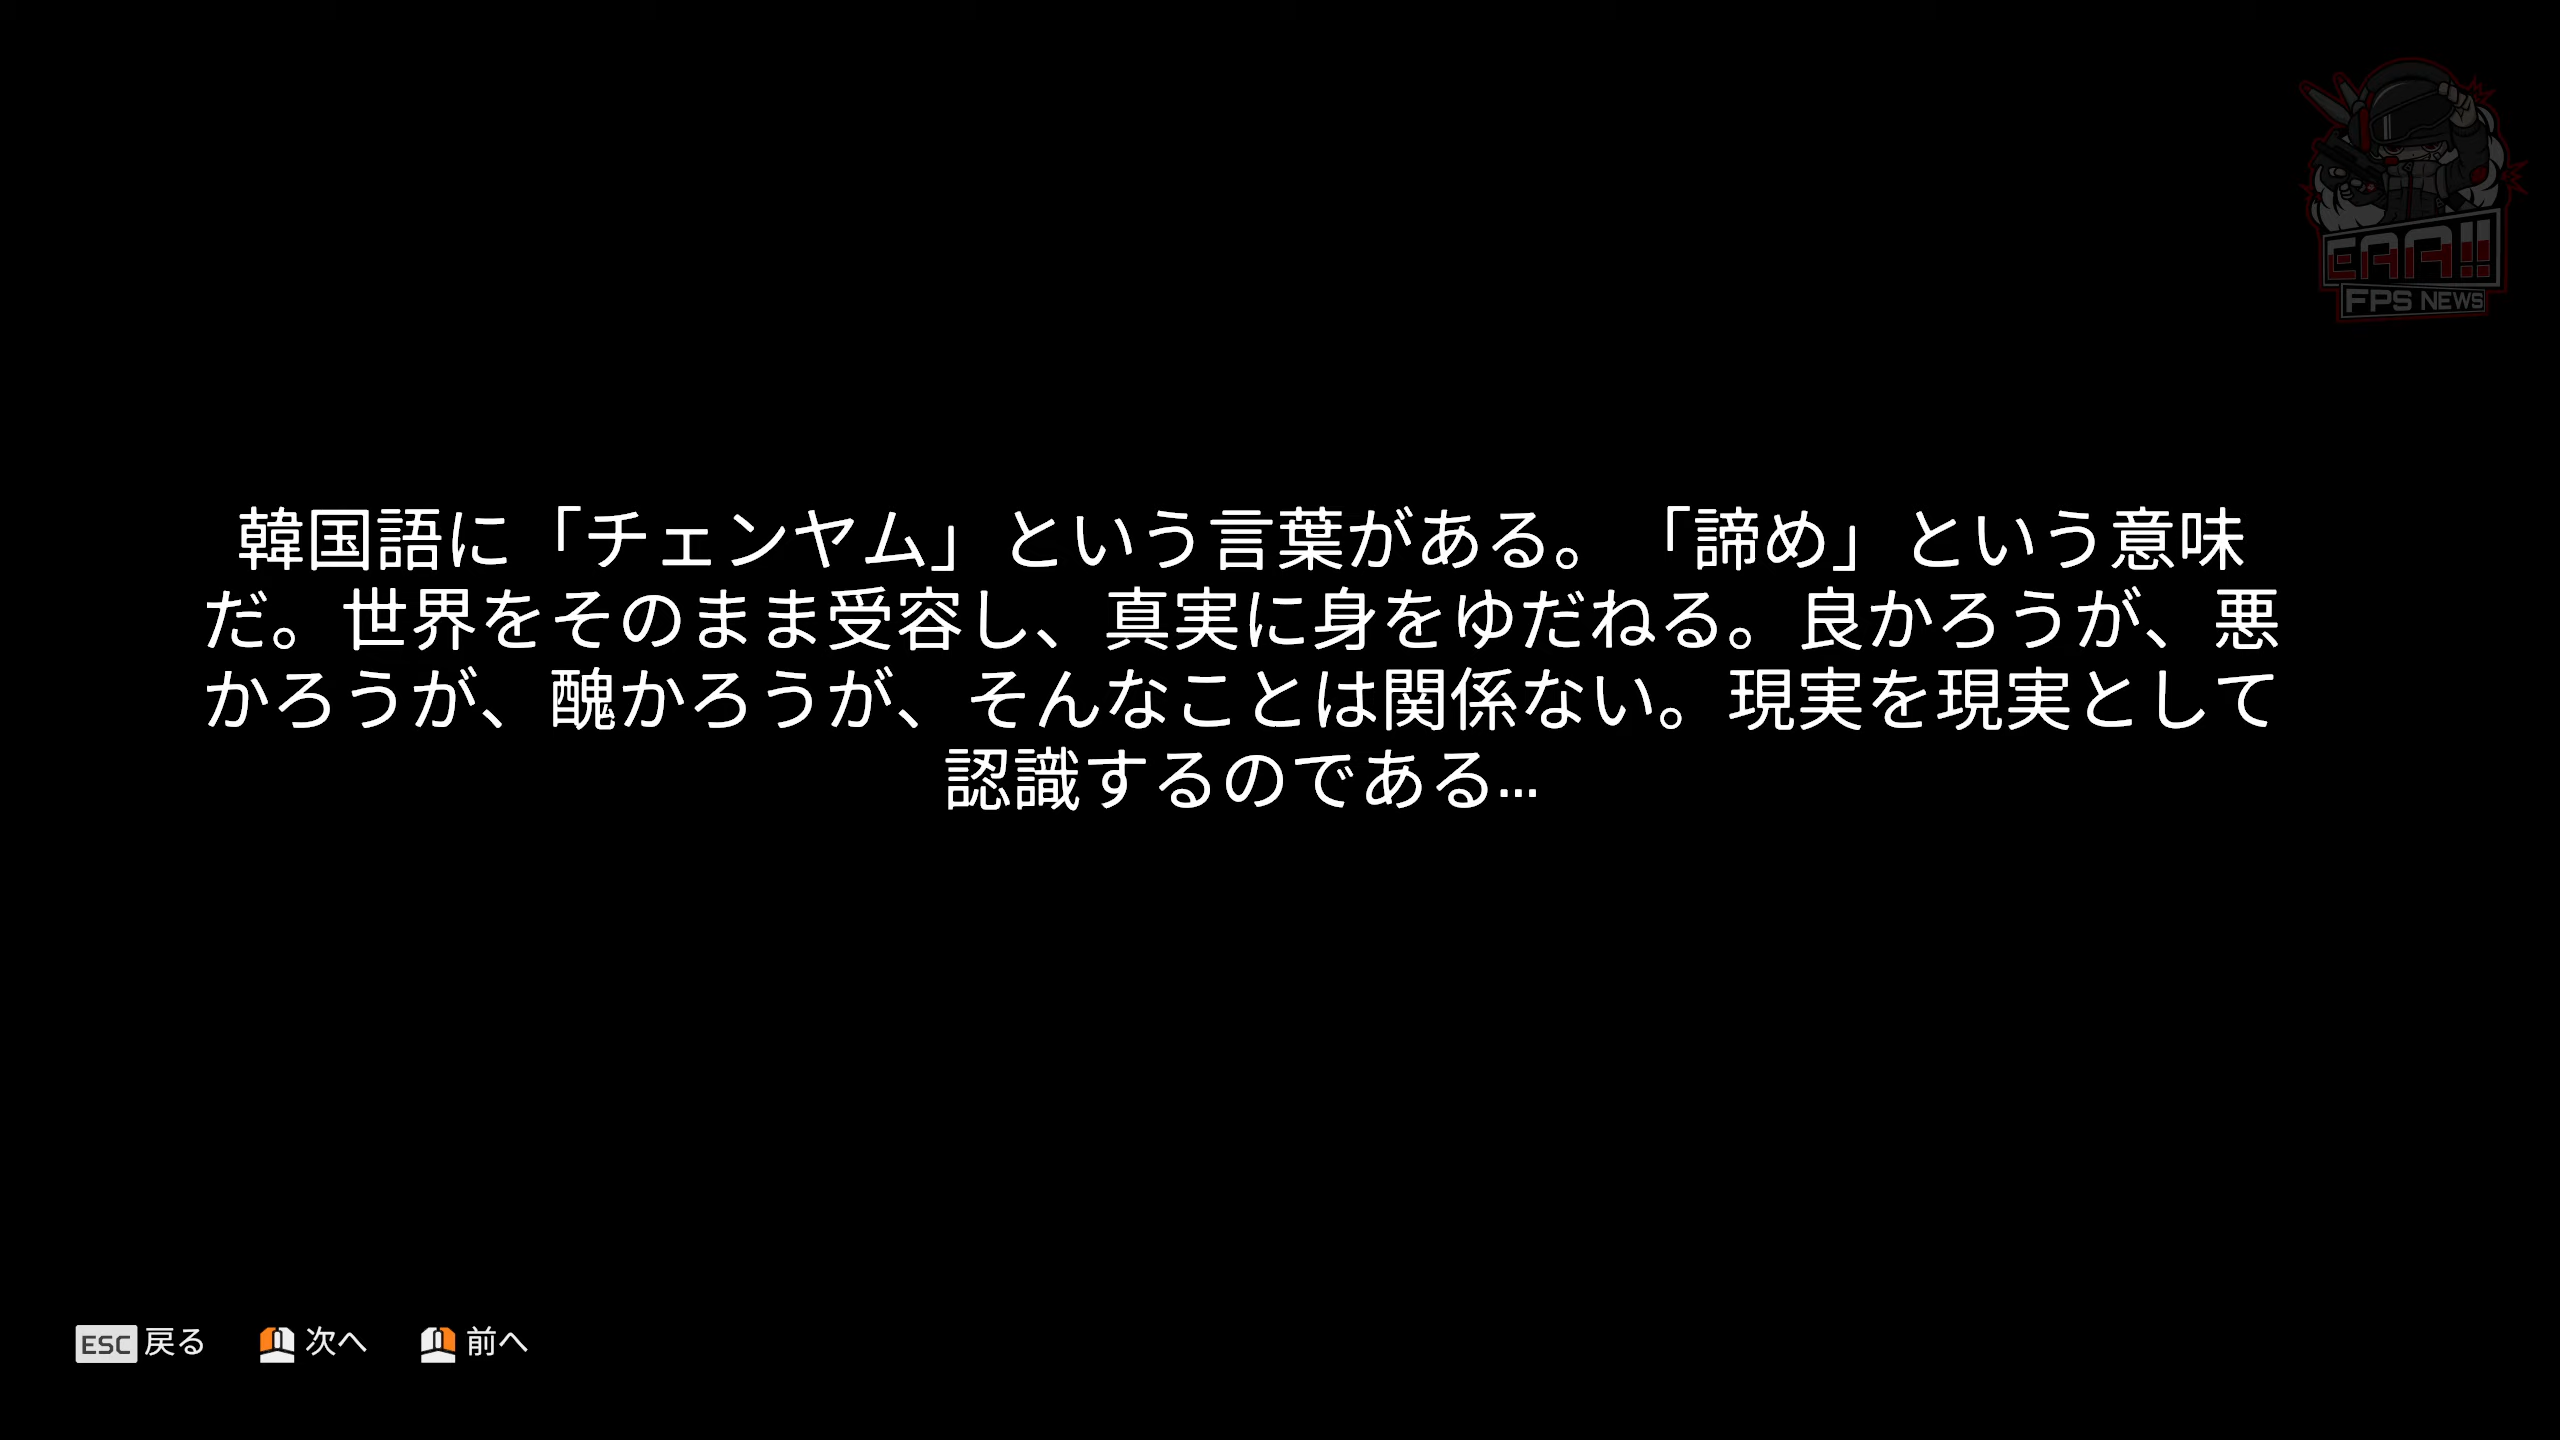 EAA!!
FPS NEWS
韓国語に「チェンヤム」という言葉がある。「諦め」という意味
だ。世界をそのまま受容し、真実に身をゆだねる。良かろうが、悪
かろうが、醜かろうが、そんなことは関係ない。現実を現実として
認識するのである…
ESC 戻る 次へ 前へ